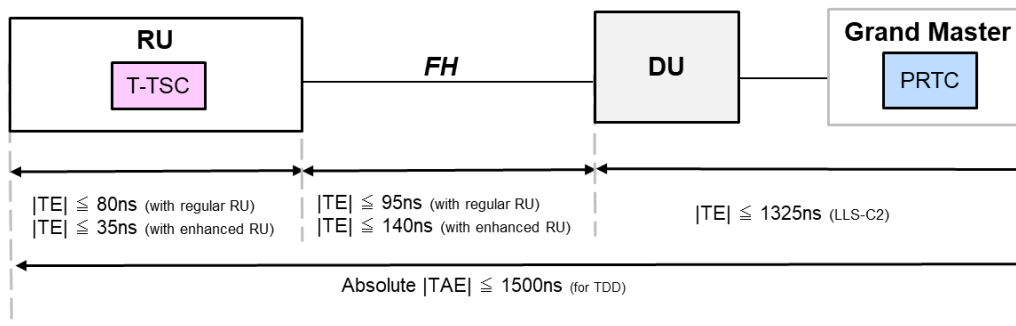 RU
T-TSC
FH
DU
Grand Master
PRTC
|TE| ≦ 80ns (with regular RU)
|TE| ≦ 35ns (with enhanced RU)
|TE| ≦ 95ns (with regular RU)
|TE| ≦ 140ns (with enhanced RU)
|TE| ≦ 1325ns (LLS-C2)
Absolute |TAE| ≦ 1500ns (for TDD)